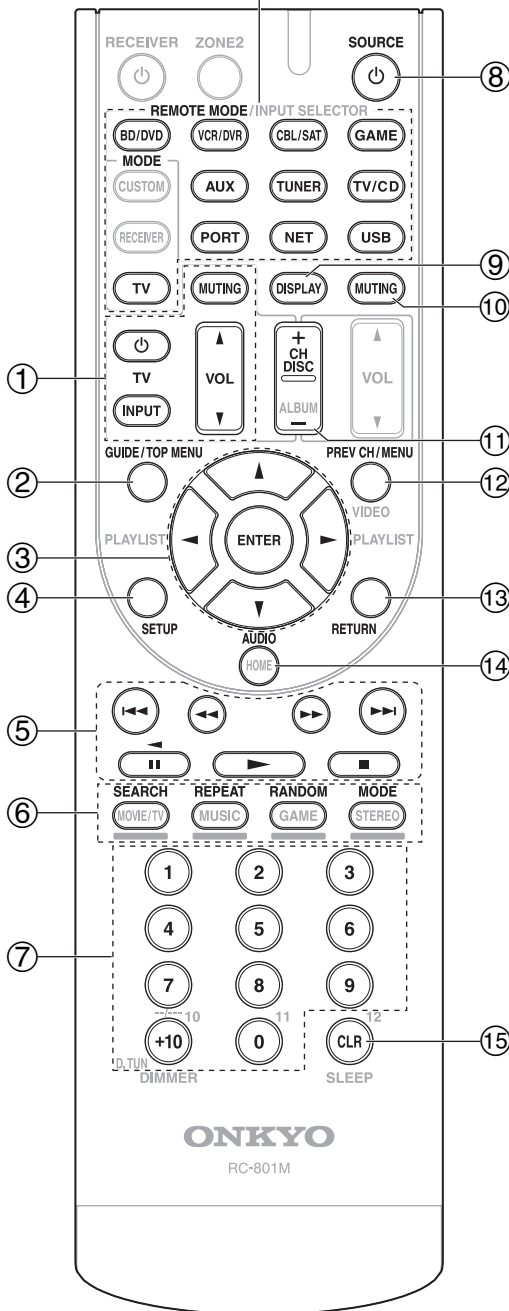 RECEIVER ZONE2 SOURCE
⑧
REMOTE MODE/INPUT SELECTOR
BD/DVD VCR/DVR CBL/SAT GAME
MODE
CUSTOM AUX TUNER TV/CD
RECEIVER PORT NET USB
⑨
TV MUTING DISPLAY MUTING
⑩
①
TV
INPUT
VOL
+
CH
DISC
ALBUM
–
VOL
⑪
GUIDE/TOP MENU PREV CH/MENU
② ⑫
VIDEO
PLAYLIST ENTER PLAYLIST
③
④ ⑬
SETUP RETURN
AUDIO
HOME
⑭
⑤
SEARCH REPEAT RANDOM MODE
⑥ MOVIE/TV MUSIC GAME STEREO
1 2 3
4 5 6
⑦
7 8 9
-/--- 10 11 12
+10 0 CLR ⑮
D.TUN
DIMMER SLEEP
ONKYO
RC-801M